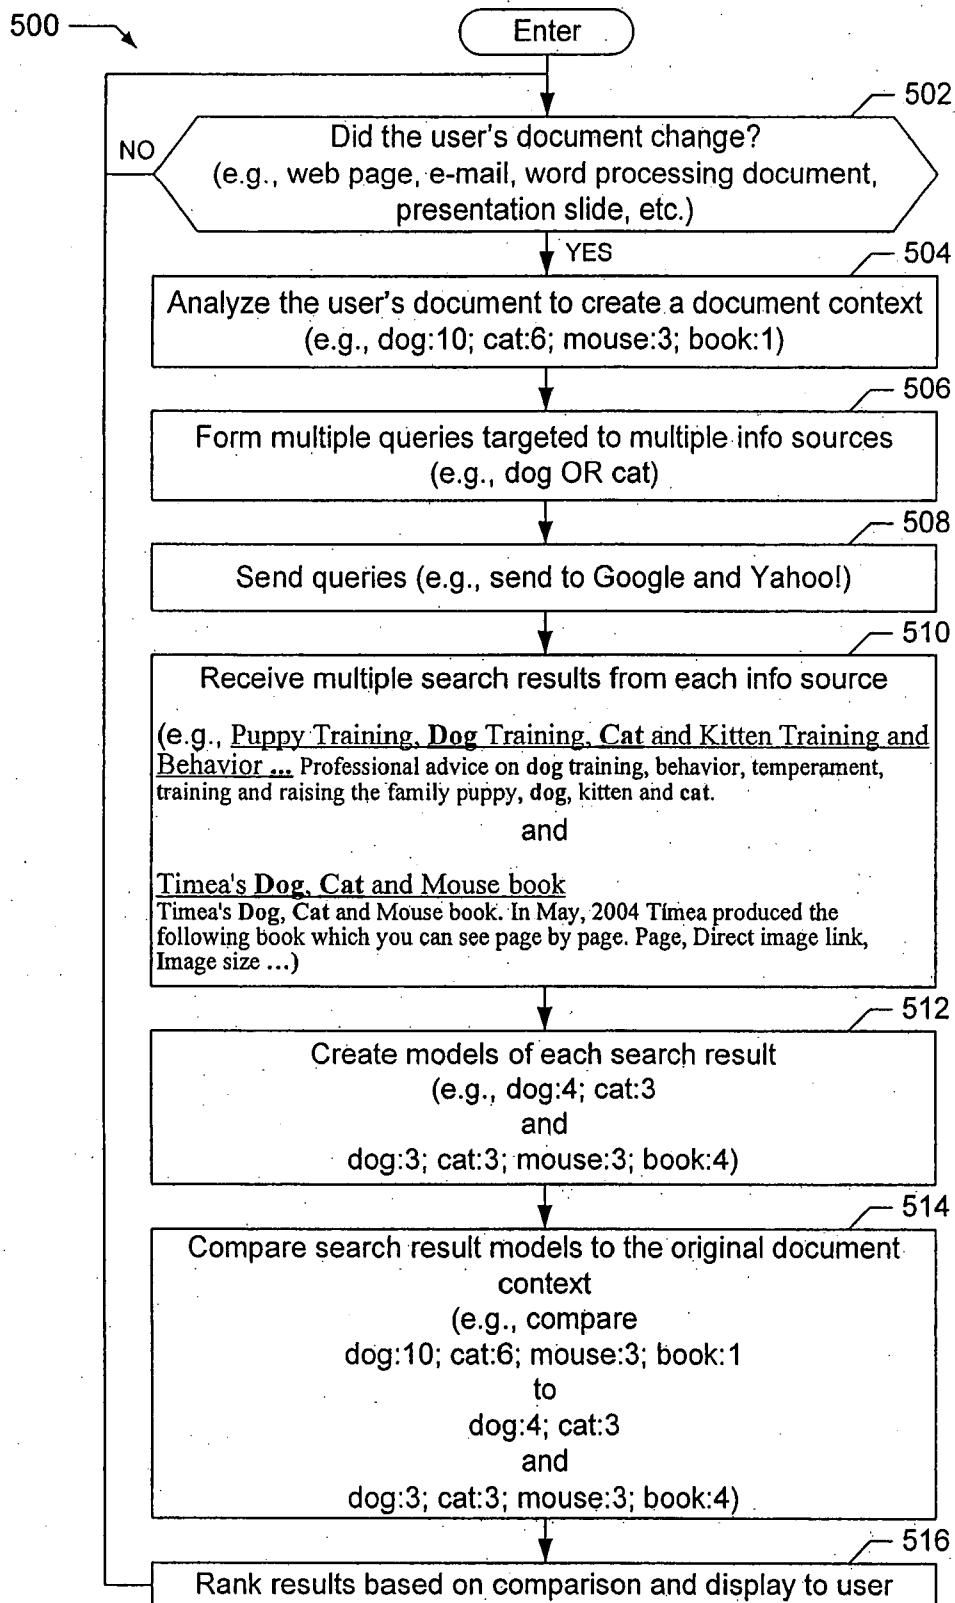 500
Enter
502
Did the user's document change?
NO
(e.g., web page, e-mail, word processing document,
presentation slide, etc.)
YES
504
Analyze the user's document to create a document context
(e.g., dog:10; cat:6; mouse:3; book:1)
506
Form multiple queries targeted to multiple info sources
(e.g., dog OR cat)
508
Send queries (e.g., send to Google and Yahoo!)
510
Receive multiple search results from each info source
(e.g., Puppy Training, Dog Training, Cat and Kitten Training and
Behavior ... Professional advice on dog training, behavior, temperament,
training and raising the family puppy, dog, kitten and cat.
and
Timea's Dog, Cat and Mouse book
Timea's Dog, Cat and Mouse book. In May, 2004 Timea produced the
following book which you can see page by page. Page, Direct image link,
Image size ...)
512
Create models of each search result
(e.g., dog:4; cat:3
and
dog:3; cat:3; mouse:3; book:4)
514
Compare search result models to the original document
context
(e.g., compare
dog:10; cat:6; mouse:3; book:1
to
dog:4; cat:3
and
dog:3; cat:3; mouse:3; book:4)
516
Rank results based on comparison and display to user